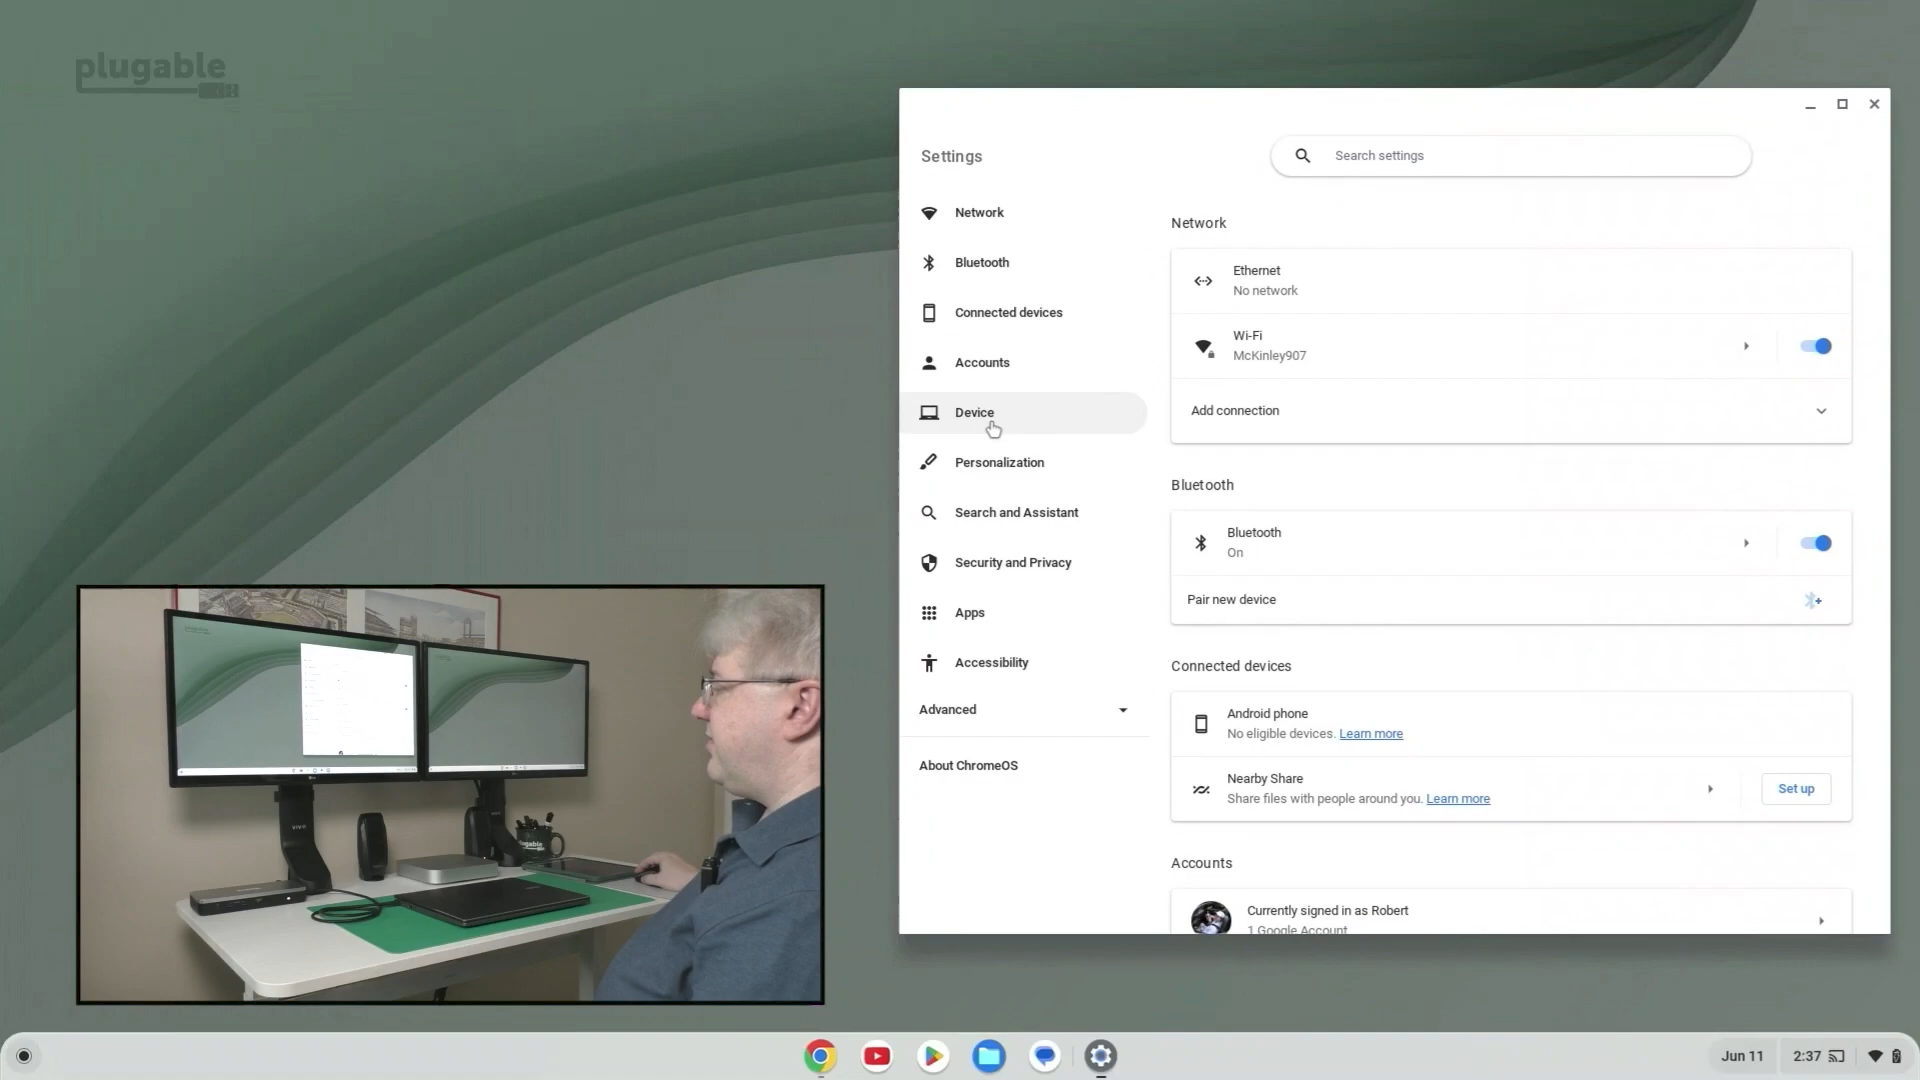 plugable
Settings
Search settings
Network
Bluetooth
Connected devices
Accounts
Device
Personalization
Search and Assistant
Security and Privacy
Apps
Accessibility
Advanced
About ChromeOS
Network
Ethernet
No network
Wi-Fi
McKinley907
Add connection
Bluetooth
Bluetooth
On
Pair new device
Connected devices
Android phone
No eligible devices. Learn more
Nearby Share
Share files with people around you. Learn more
Set up
Accounts
Currently signed in as Robert
1 Google Account
VIVO
plugable
Jun 11
2:37